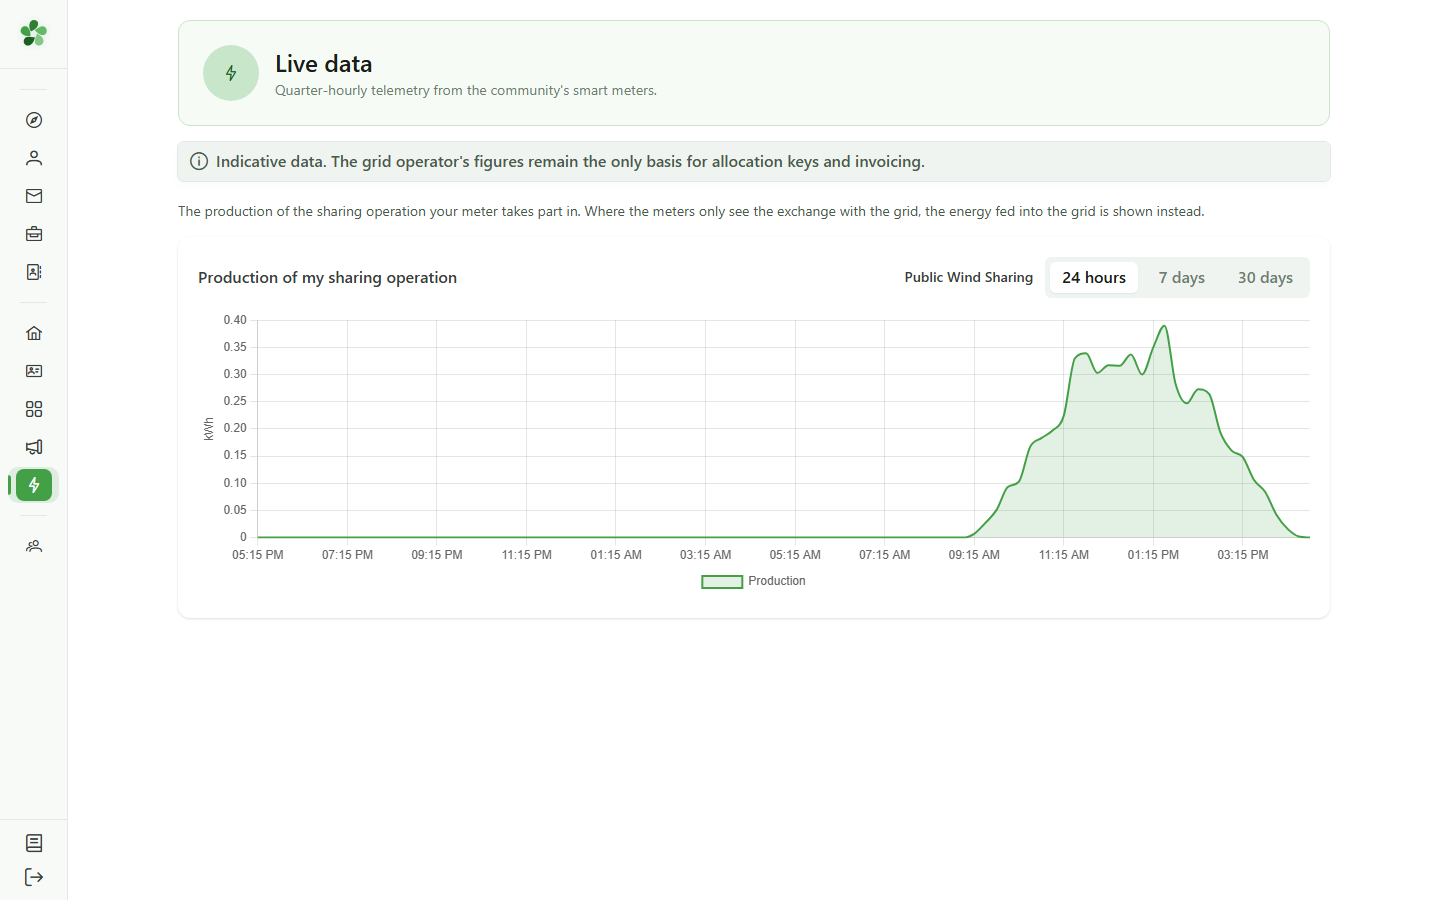 Live data
Quarter-hourly telemetry from the community's smart meters.
Indicative data. The grid operator's figures remain the only basis for allocation keys and invoicing.
The production of the sharing operation your meter takes part in. Where the meters only see the exchange with the grid, the energy fed into the grid is shown instead.
Production of my sharing operation
Public Wind Sharing
24 hours
7 days
30 days
0.40
0.35
0.30
0.25
0.20
0.15
0.10
0.05
0
kWh
05:15 PM
07:15 PM
09:15 PM
11:15 PM
01:15 AM
03:15 AM
05:15 AM
07:15 AM
09:15 AM
11:15 AM
01:15 PM
03:15 PM
Production